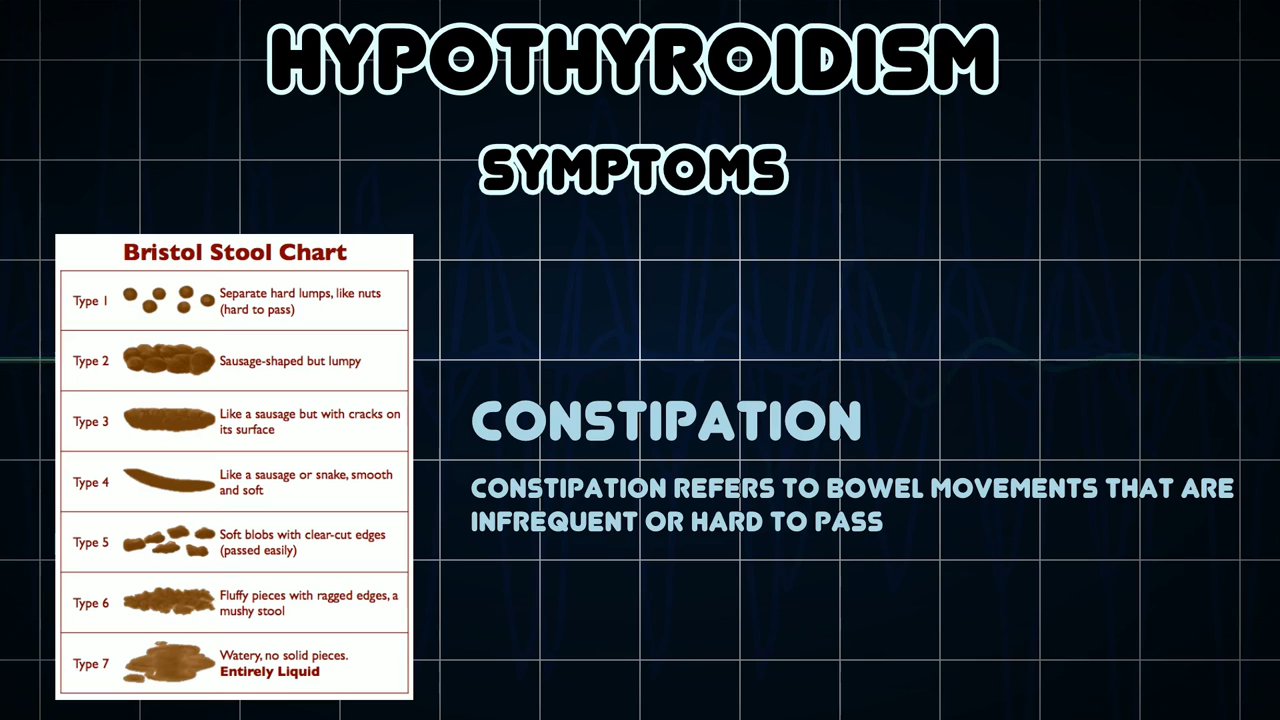 HYPOTHYROIDISM
SYMPTOMS
Bristol Stool Chart
Type 1
Separate hard lumps, like nuts
(hard to pass)
Type 2
Sausage-shaped but lumpy
Type 3
Like a sausage but with cracks on
its surface
Type 4
Like a sausage or snake, smooth
and soft
Type 5
Soft blobs with clear-cut edges
(passed easily)
Type 6
Fluffy pieces with ragged edges, a
mushy stool
Type 7
Watery, no solid pieces.
Entirely Liquid
CONSTIPATION
CONSTIPATION REFERS TO BOWEL MOVEMENTS THAT ARE
INFREQUENT OR HARD TO PASS